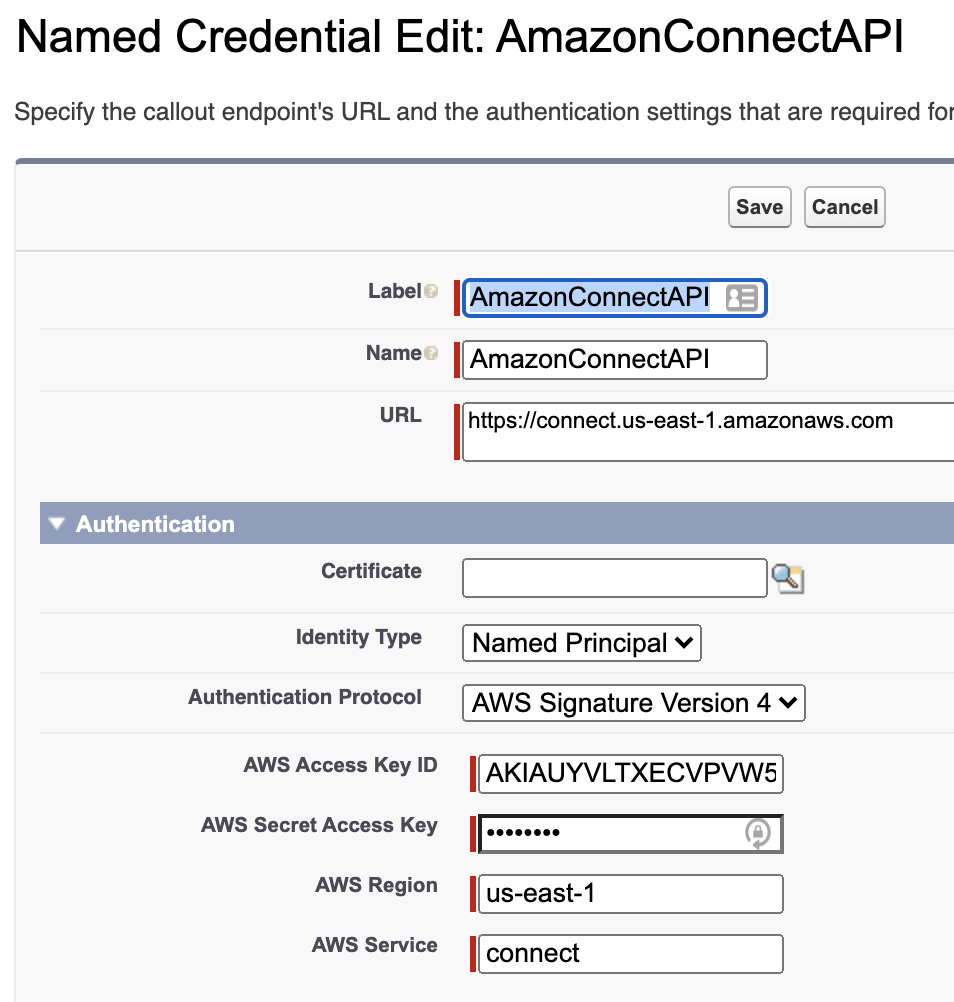 Named Credential Edit: AmazonConnectAPI
Specify the callout endpoint's URL and the authentication settings that are required for
Save Cancel
Label AmazonConnectAPI
Name AmazonConnectAPI
URL https://connect.us-east-1.amazonaws.com
Authentication
Certificate
Identity Type Named Principal
Authentication Protocol AWS Signature Version 4
AWS Access Key ID AKIAUYVLTXECVPVW5
AWS Secret Access Key ••••••••
AWS Region us-east-1
AWS Service connect